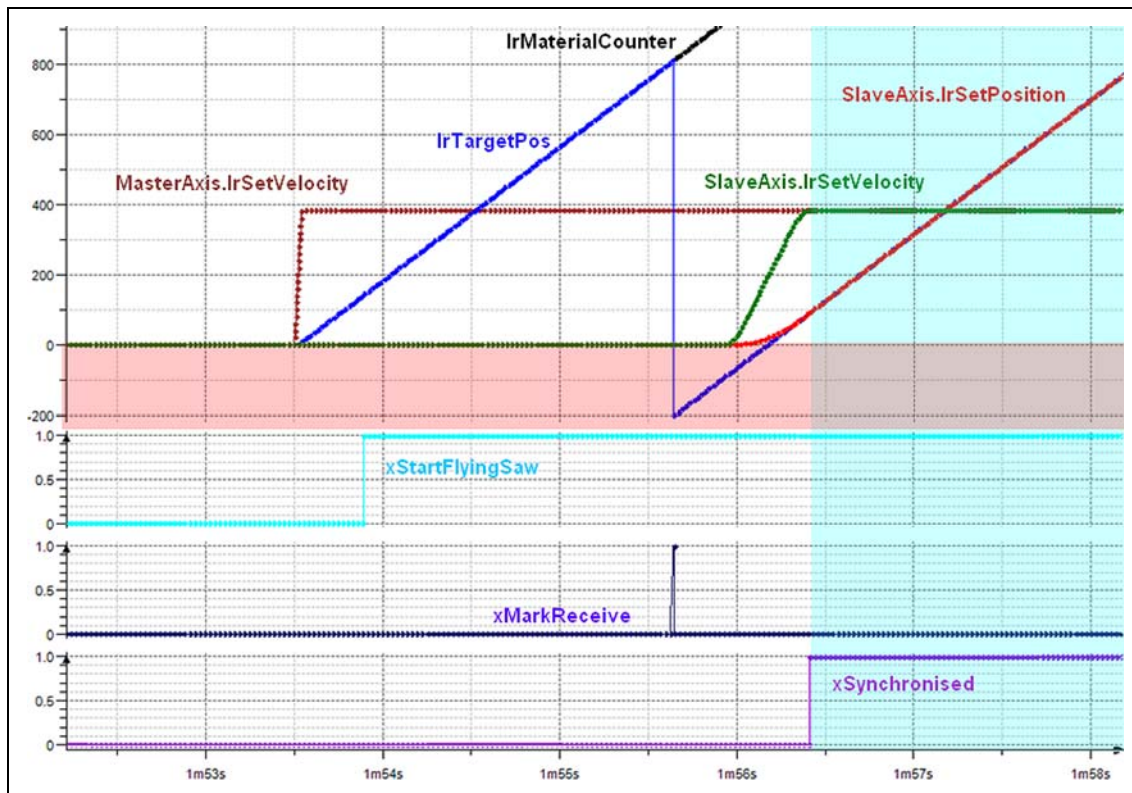 lrMaterialCounter
800
SlaveAxis.lrSetPosition
600
lrTargetPos
MasterAxis.lrSetVelocity
SlaveAxis.lrSetVelocity
400
200
0
-200
1.0
xStartFlyingSaw
0.5
0
1.0
0.5
xMarkReceive
0
1.0
xSynchronised
0.5
0
1m53s 1m54s 1m55s 1m56s 1m57s 1m58s